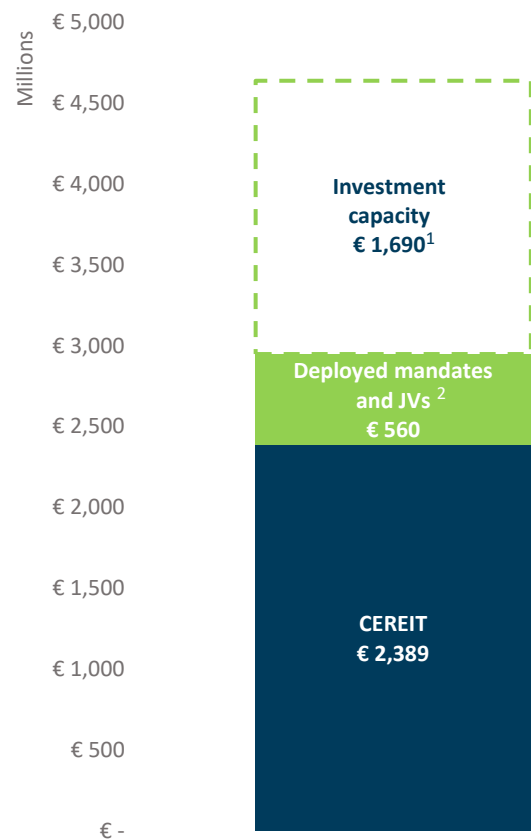 Millions
€ 5,000
€ 4,500
€ 4,000
€ 3,500
€ 3,000
€ 2,500
€ 2,000
€ 1,500
€ 1,000
€ 500
€ -
Investment
capacity
€ 1,690¹
Deployed mandates
and JVs ²
€ 560
CEREIT
€ 2,389